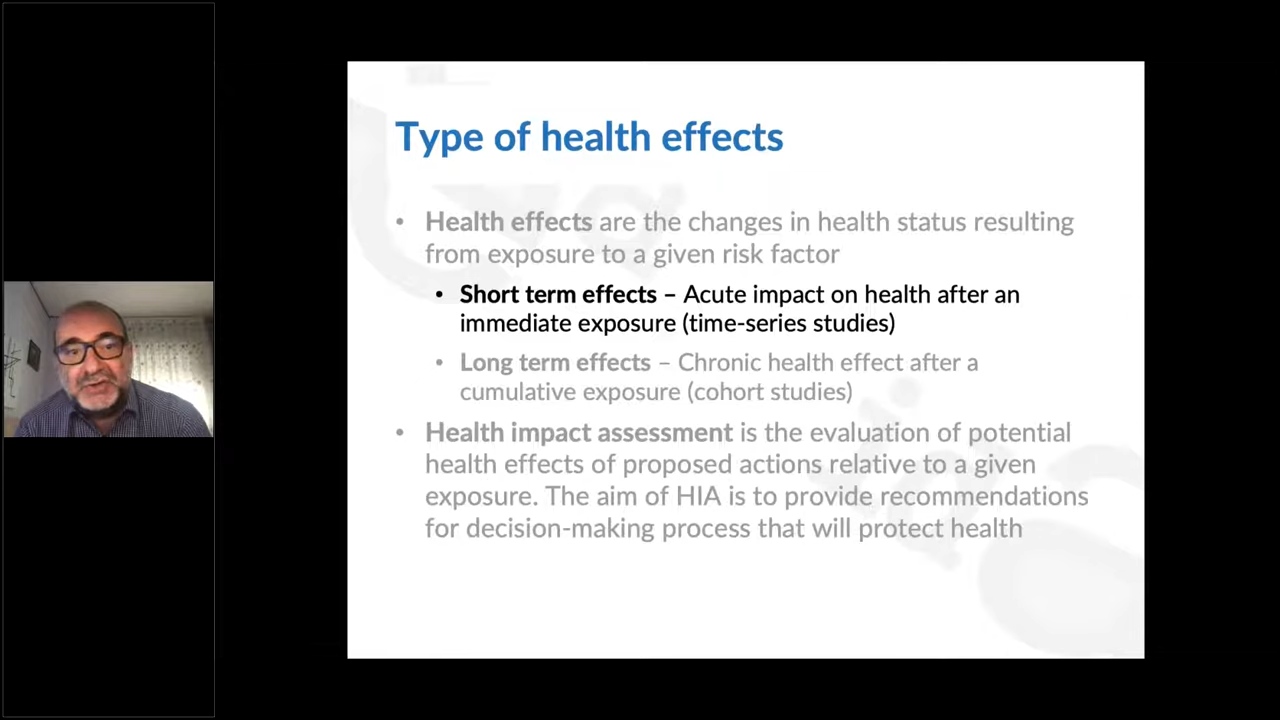 Type of health effects
• Health effects are the changes in health status resulting
from exposure to a given risk factor
• Short term effects – Acute impact on health after an
immediate exposure (time-series studies)
• Long term effects – Chronic health effect after a
cumulative exposure (cohort studies)
• Health impact assessment is the evaluation of potential
health effects of proposed actions relative to a given
exposure. The aim of HIA is to provide recommendations
for decision-making process that will protect health